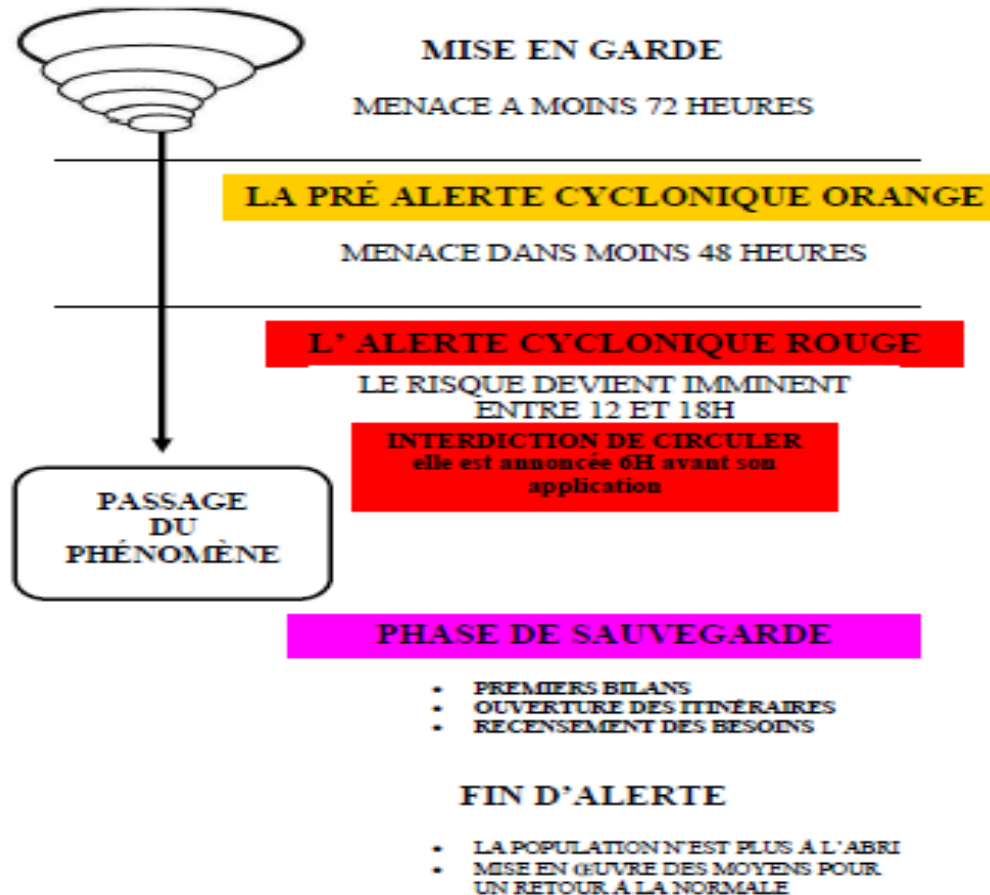 MISE EN GARDE
MENACE A MOINS 72 HEURES
LA PRÉ ALERTE CYCLONIQUE ORANGE
MENACE DANS MOINS 48 HEURES
L' ALERTE CYCLONIQUE ROUGE
LE RISQUE DEVIENT IMMINENT
ENTRE 12 ET 18H
INTERDICTION DE CIRCULER
elle est annoncée 6H avant son
application
PASSAGE
DU
PHÉNOMÈNE
PHASE DE SAUVEGARDE
• PREMIERS BILANS
• OUVERTURE DES ITINÉRAIRES
• RECENSEMENT DES BESOINS
FIN D'ALERTE
• LA POPULATION N'EST PLUS À L'ABRI
• MISE EN ŒUVRE DES MOYENS POUR
UN RETOUR A LA NORMALE